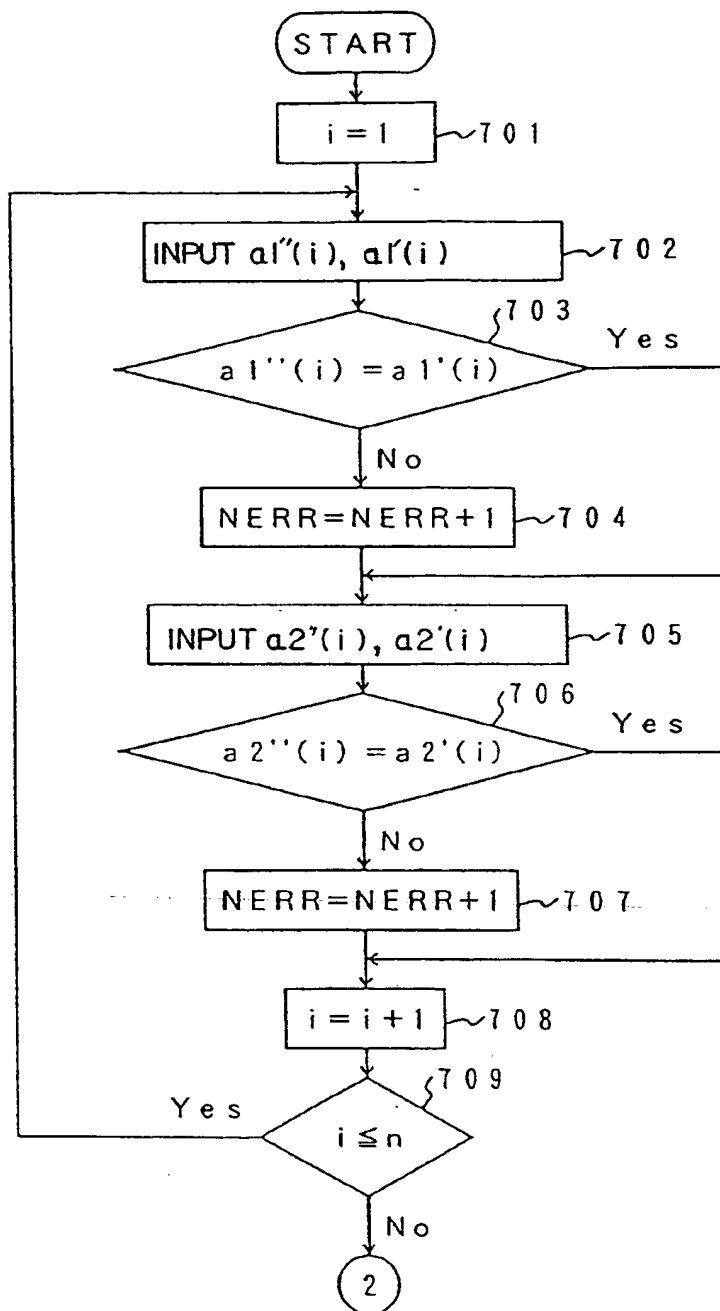 START
i = 1
701
INPUT a1''(i), a1'(i)
702
703
a1''(i) = a1'(i)
Yes
No
NERR=NERR+1
704
INPUT a2''(i), a2'(i)
705
706
a2''(i) = a2'(i)
Yes
No
NERR=NERR+1
707
i = i + 1
708
709
Yes
i ≦ n
No
2